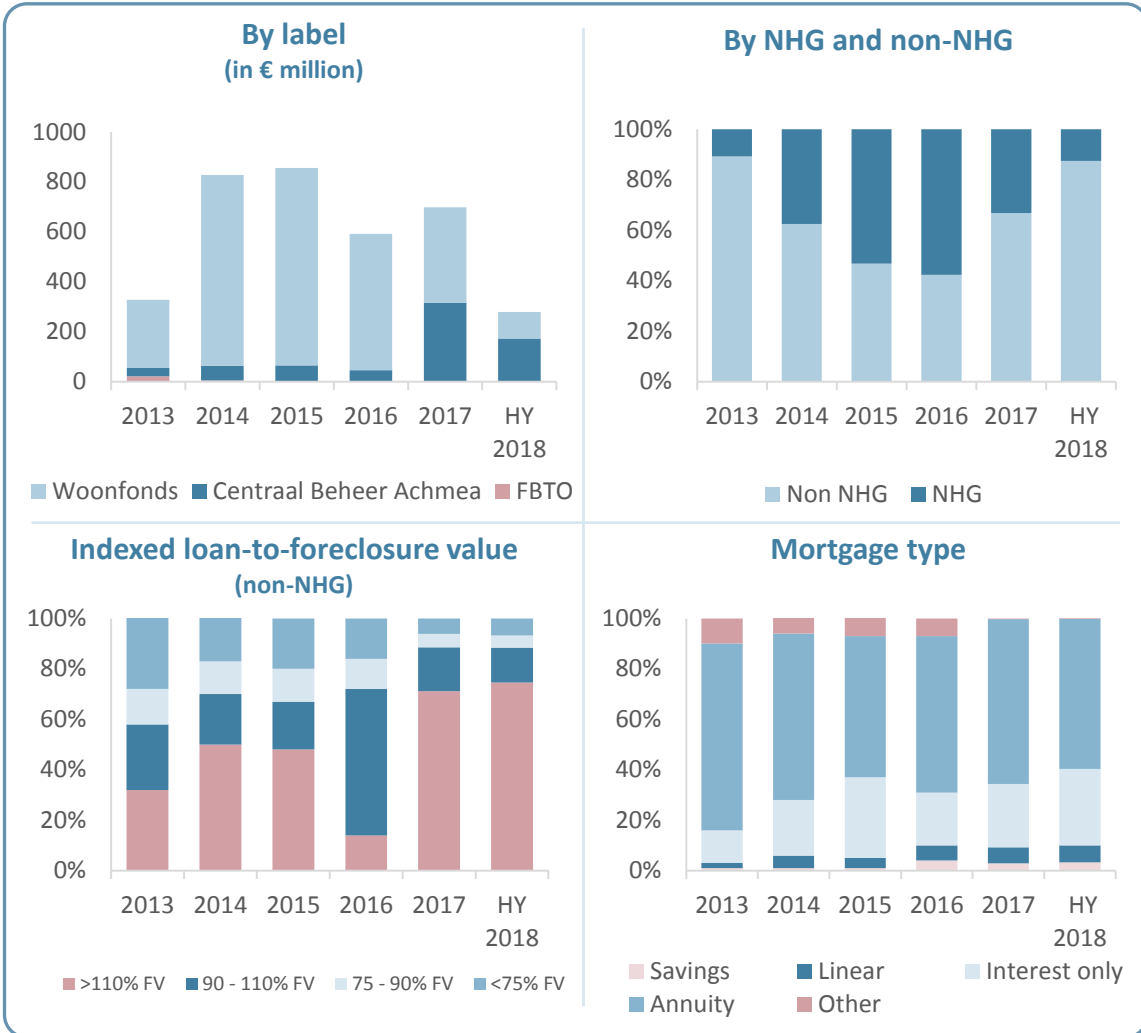 By label
(in € million)
1000
800
600
400
200
0
2013 2014 2015 2016 2017 HY
2018
Woonfonds Centraal Beheer Achmea FBTO
By NHG and non-NHG
100%
80%
60%
40%
20%
0%
2013 2014 2015 2016 2017 HY
2018
Non NHG NHG
Indexed loan-to-foreclosure value
(non-NHG)
100%
80%
60%
40%
20%
0%
2013 2014 2015 2016 2017 HY
2018
>110% FV 90 - 110% FV 75 - 90% FV <75% FV
Mortgage type
100%
80%
60%
40%
20%
0%
2013 2014 2015 2016 2017 HY
2018
Savings Linear Interest only
Annuity Other